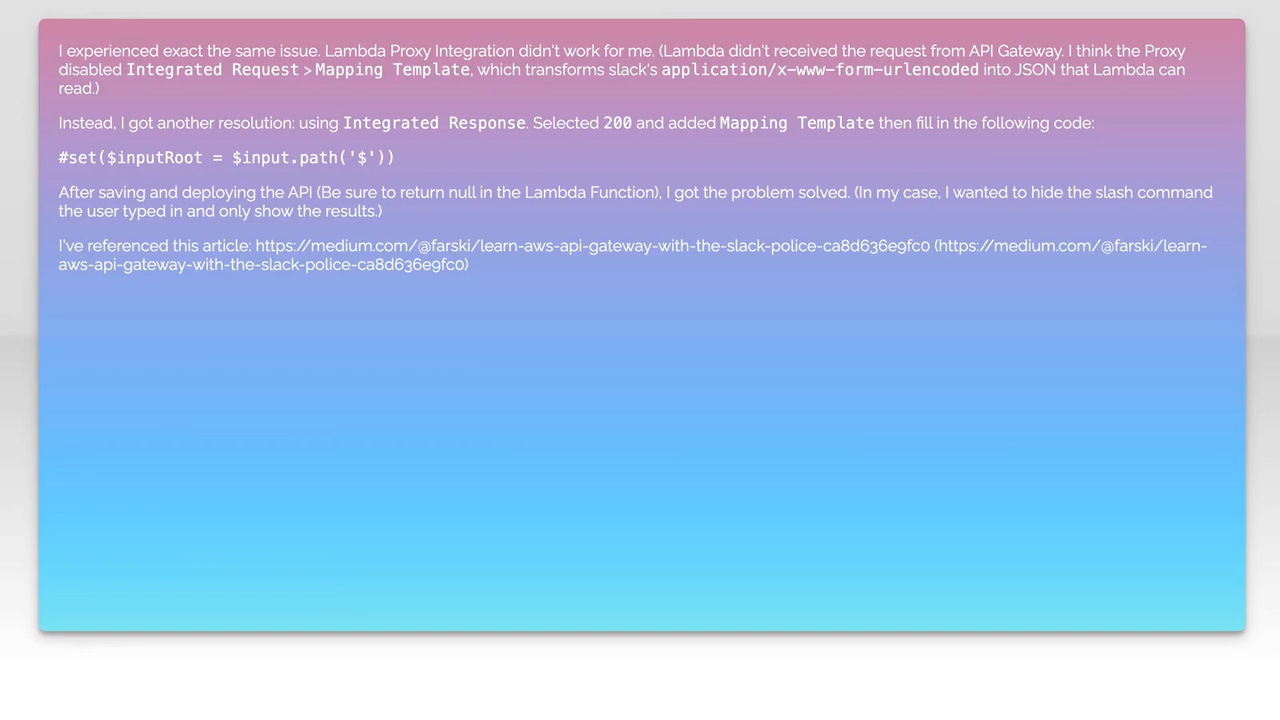 I experienced exact the same issue. Lambda Proxy Integration didn't work for me. (Lambda didn't received the request from API Gateway. I think the Proxy
disabled Integrated Request > Mapping Template, which transforms slack's application/x-www-form-urlencoded into JSON that Lambda can
read.)
Instead, I got another resolution: using Integrated Response. Selected 200 and added Mapping Template then fill in the following code:
#set($inputRoot = $input.path('$'))
After saving and deploying the API (Be sure to return null in the Lambda Function), I got the problem solved. (In my case, I wanted to hide the slash command
the user typed in and only show the results.)
I've referenced this article: https://medium.com/@farski/learn-aws-api-gateway-with-the-slack-police-ca8d636e9fc0 (https://medium.com/@farski/learn-
aws-api-gateway-with-the-slack-police-ca8d636e9fc0)